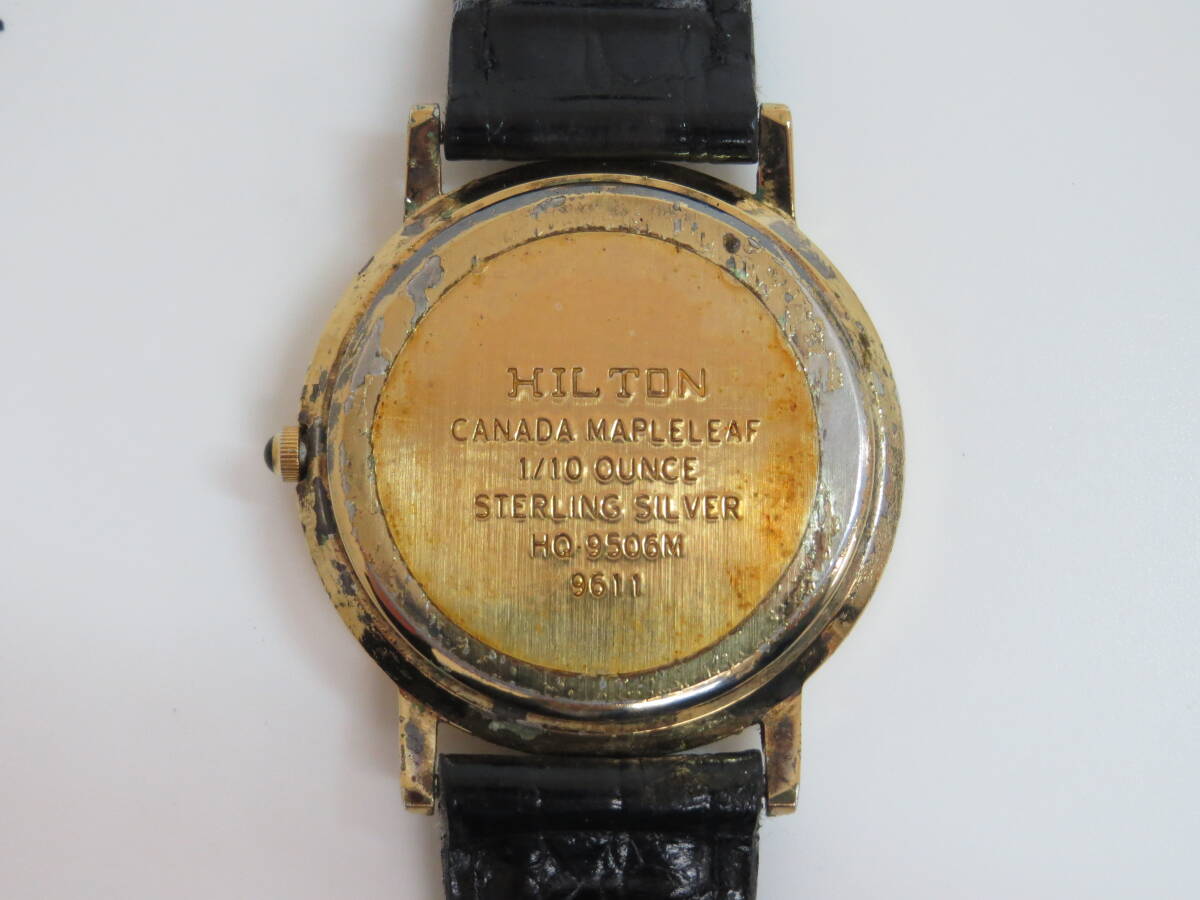 HILTON
CANADA MAPLELEAF
1/10 OUNCE
STERLING SILVER
HQ-9506M
9611